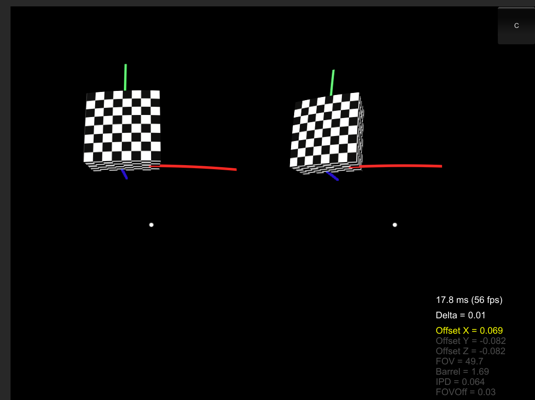 C
17.8 ms (56 fps)
Delta = 0.01
Offset X = 0.069
Offset Y = -0.082
Offset Z = -0.082
FOV = 49.7
Barrel = 1.69
IPD = 0.064
FOVOff = 0.03